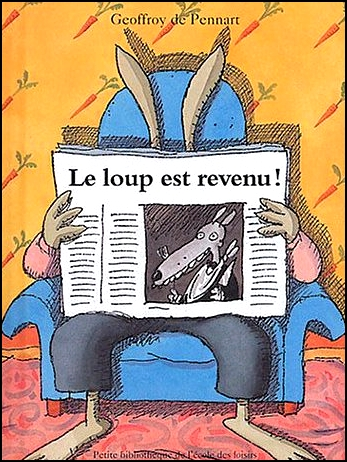 Geoffroy de Pennart
Le loup est revenu!
Petite bibliothèque de l'école des loisirs